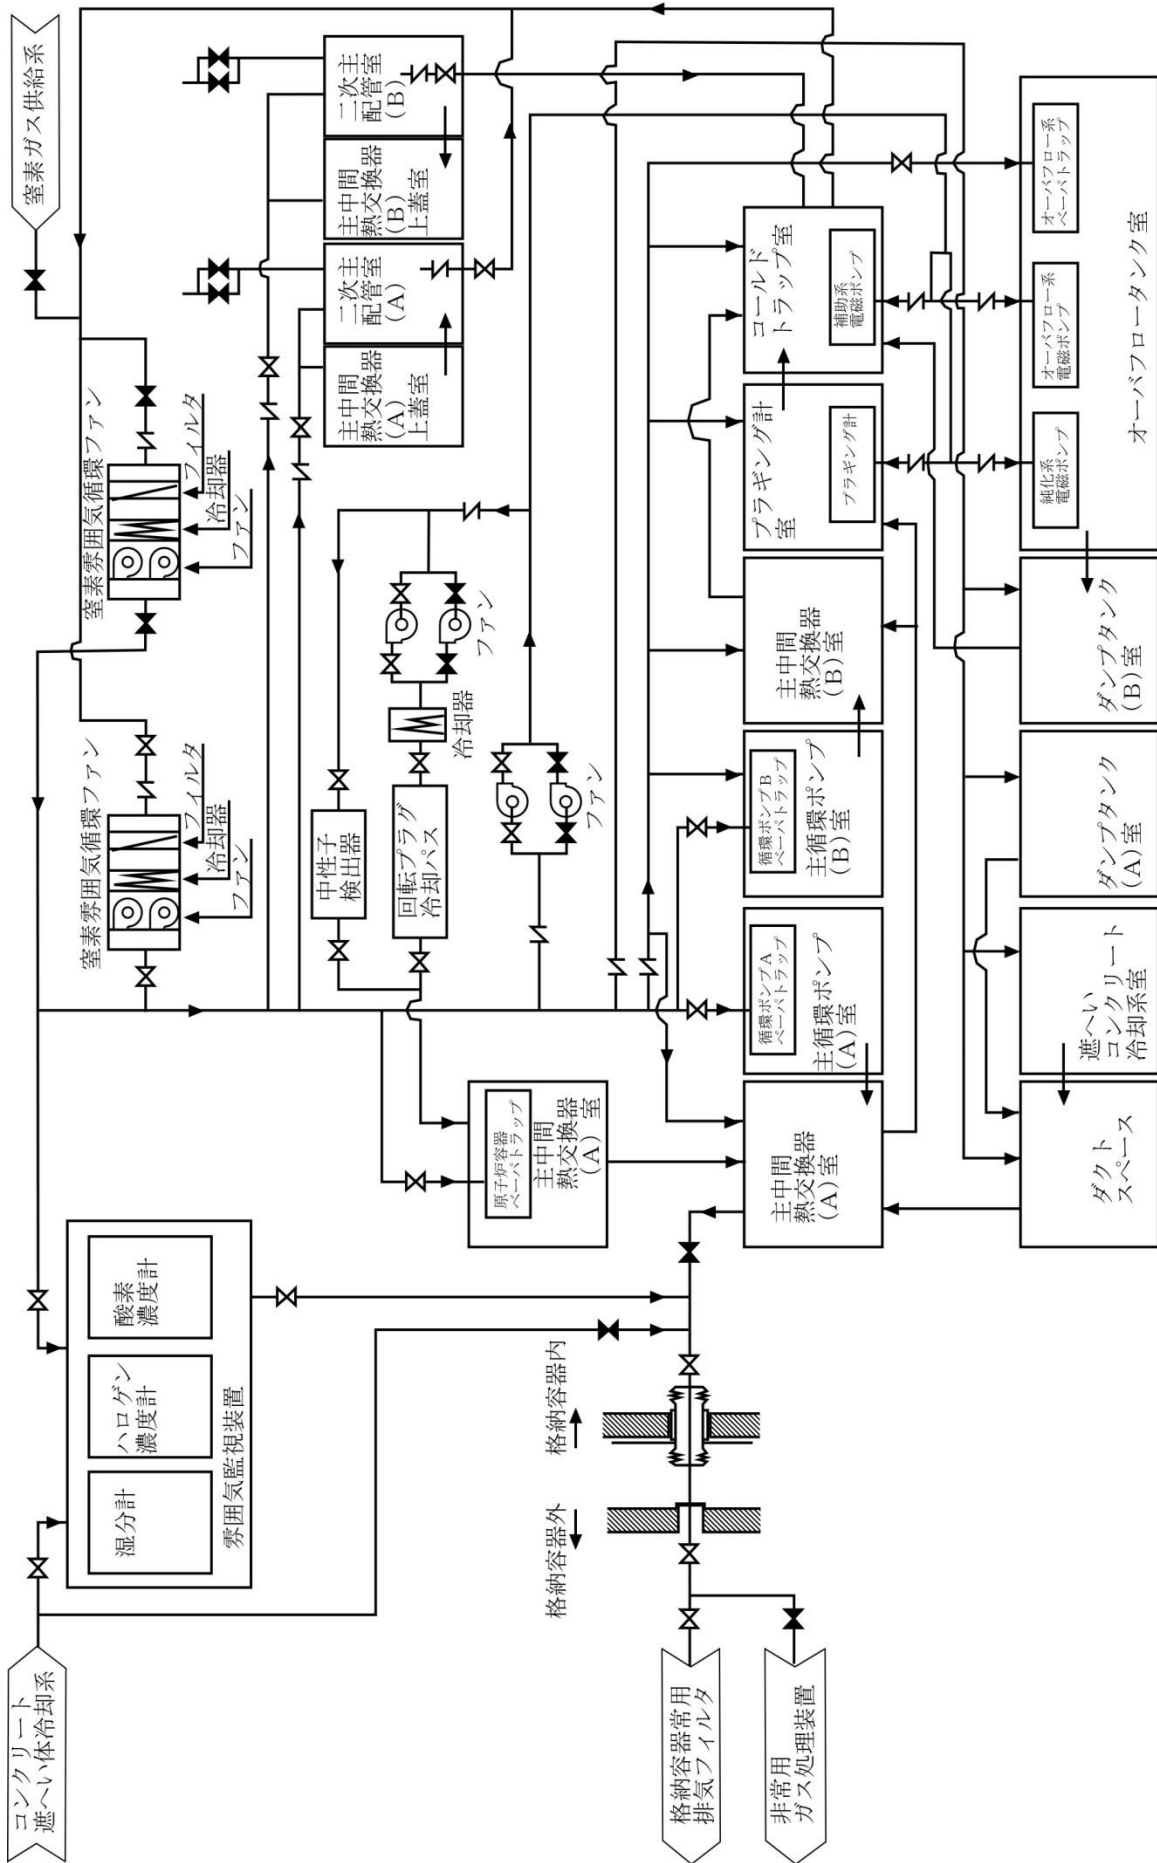 コンクリート
遮へい体冷却系
窒素ガス供給系
湿分計
ハロゲン
濃度計
酸素
濃度計
雰囲気監視装置
窒素雰囲気循環ファン
フィルタ
冷却器
ファン
窒素雰囲気循環ファン
フィルタ
冷却器
ファン
主中間
熱交換器
(A)
上蓋室
二次主
配管室
(A)
主中間
熱交換器
(B)
上蓋室
二次主
配管室
(B)
中性子
検出器
回転プラグ
冷却パス
冷却器
ファン
ファン
原子炉容器
ベーパトラップ
主中間
熱交換器
(A)室
格納容器外
格納容器内
格納容器常用
排気フィルタ
非常用
ガス処理装置
主中間
熱交換器
(A)室
循環ポンプA
ベーパトラップ
主循環ポンプ
(A)室
循環ポンプB
ベーパトラップ
主循環ポンプ
(B)室
主中間
熱交換器
(B)室
プラギング計
室
プラギング計
コールド
トラップ室
補助系
電磁ポンプ
ダクト
スペース
遮へい
コンクリート
冷却系室
ダンプタンク
(A)室
ダンプタンク
(B)室
純化系
電磁ポンプ
オーバフロー系
電磁ポンプ
オーバフロー系
ベーパトラップ
オーバフロータンク室